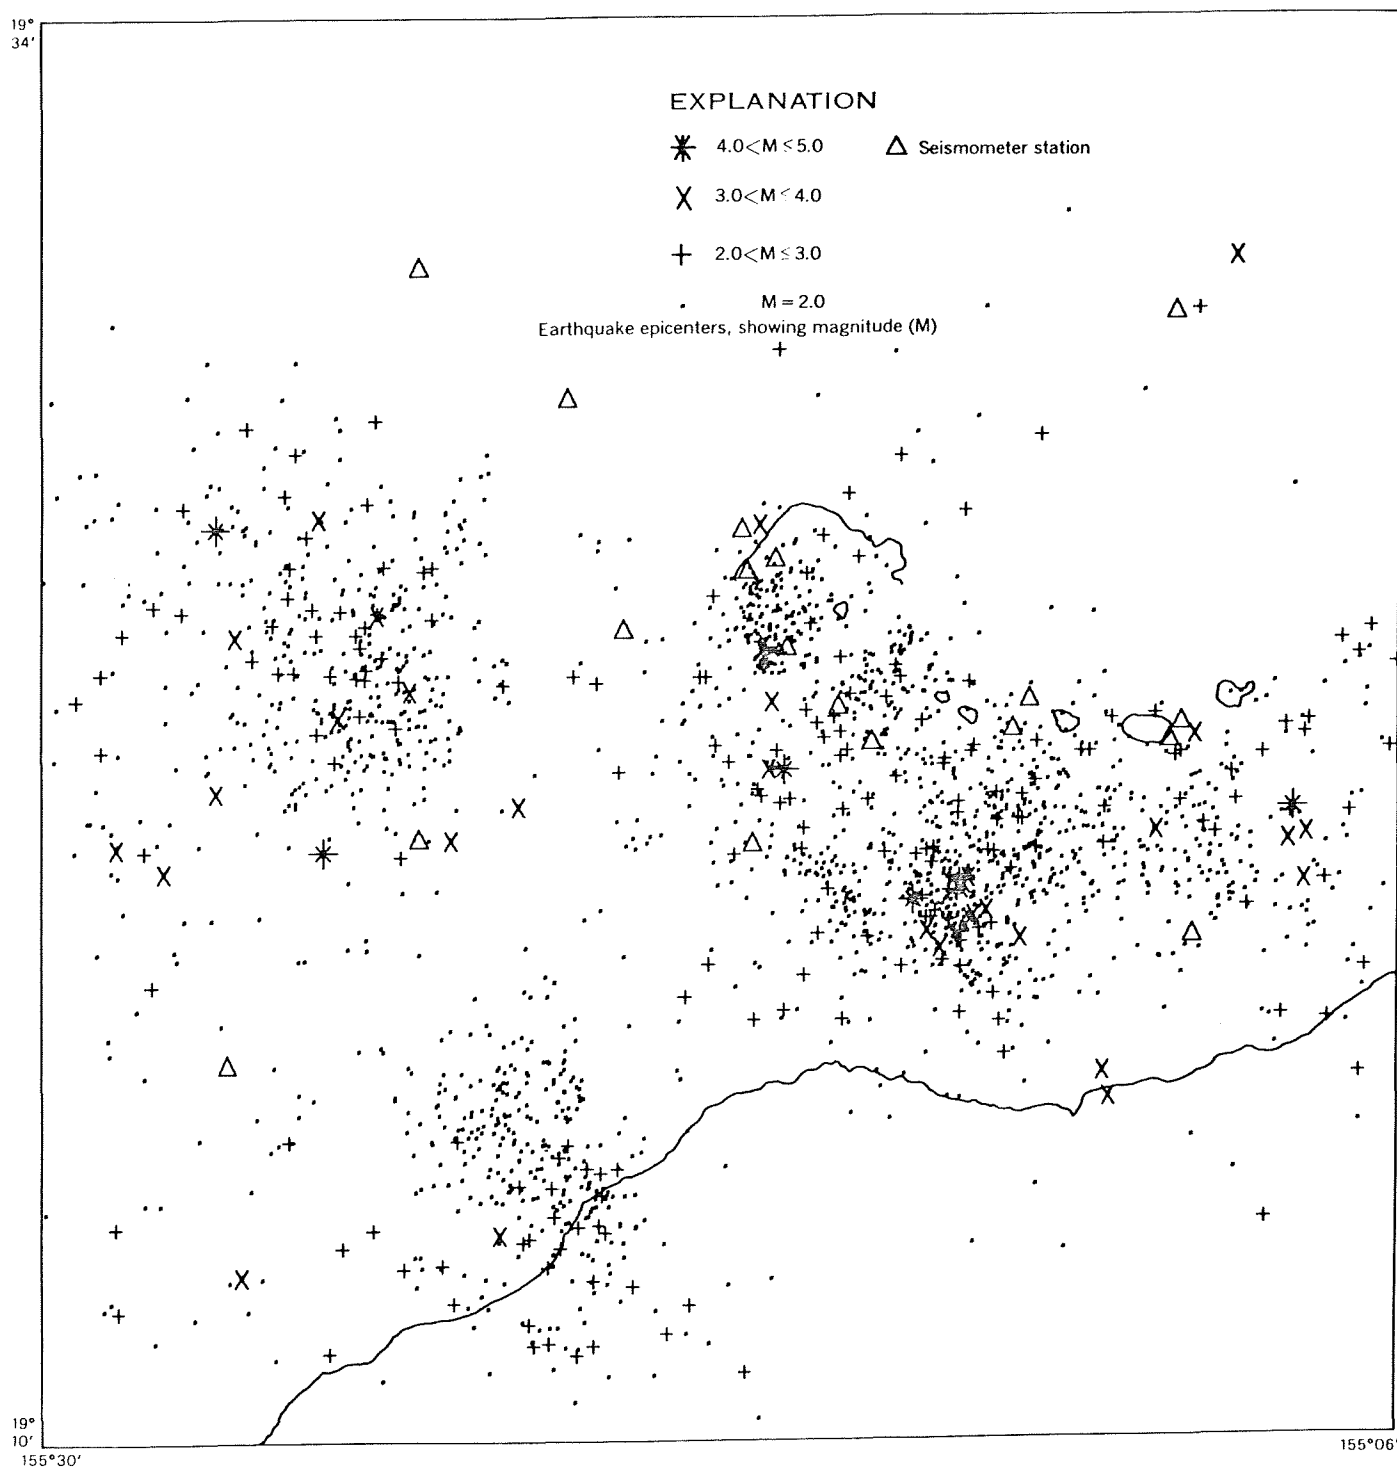 19°
34′
EXPLANATION
4.0<M≤5.0 Seismometer station
3.0<M≤4.0
2.0<M≤3.0
M=2.0
Earthquake epicenters, showing magnitude (M)
19°
10′
155°30′ 155°06′